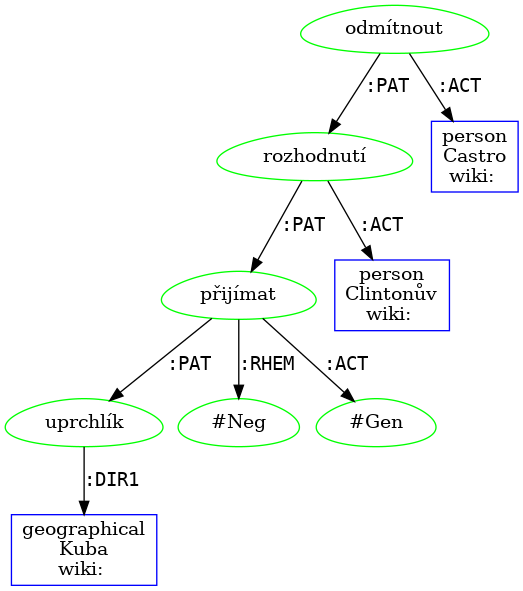 odmítnout
:PAT
:ACT
person
Castro
wiki:
rozhodnutí
:PAT
:ACT
person
Clintonův
wiki:
přijímat
:PAT
:RHEM
:ACT
uprchlík
#Neg
#Gen
:DIR1
geographical
Kuba
wiki: